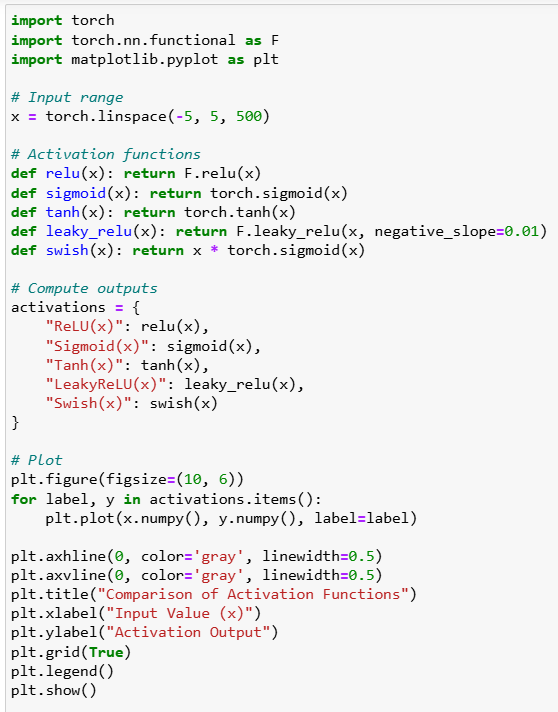 import torch
import torch.nn.functional as F
import matplotlib.pyplot as plt

# Input range
x = torch.linspace(-5, 5, 500)

# Activation functions
def relu(x): return F.relu(x)
def sigmoid(x): return torch.sigmoid(x)
def tanh(x): return torch.tanh(x)
def leaky_relu(x): return F.leaky_relu(x, negative_slope=0.01)
def swish(x): return x * torch.sigmoid(x)

# Compute outputs
activations = {
    "ReLU(x)": relu(x),
    "Sigmoid(x)": sigmoid(x),
    "Tanh(x)": tanh(x),
    "LeakyReLU(x)": leaky_relu(x),
    "Swish(x)": swish(x)
}

# Plot
plt.figure(figsize=(10, 6))
for label, y in activations.items():
    plt.plot(x.numpy(), y.numpy(), label=label)

plt.axhline(0, color='gray', linewidth=0.5)
plt.axvline(0, color='gray', linewidth=0.5)
plt.title("Comparison of Activation Functions")
plt.xlabel("Input Value (x)")
plt.ylabel("Activation Output")
plt.grid(True)
plt.legend()
plt.show()